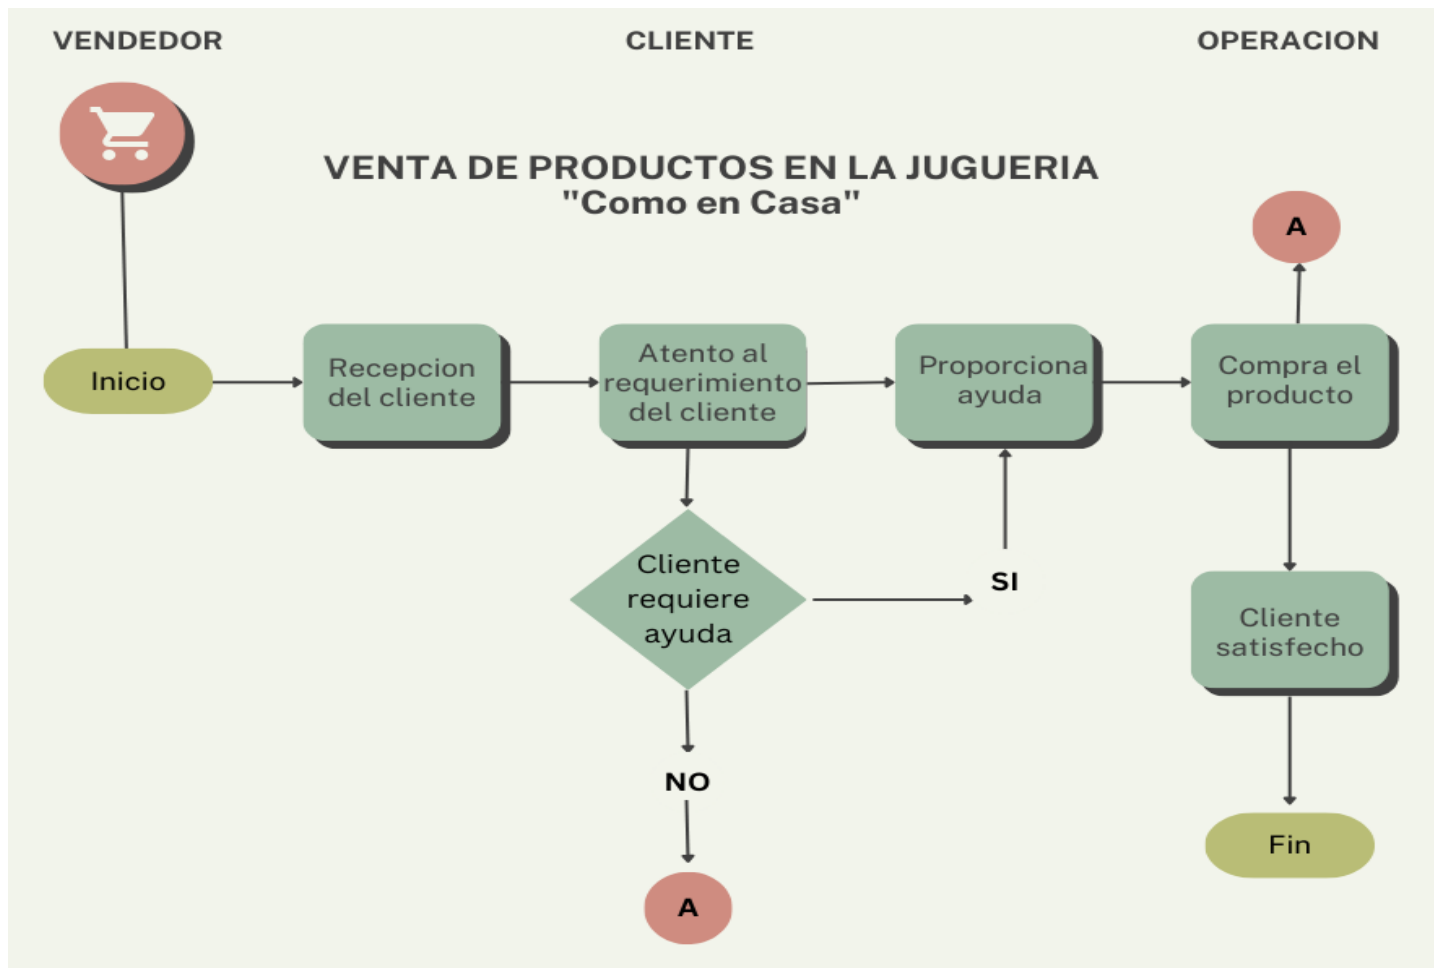 VENDEDOR
CLIENTE
OPERACION
VENTA DE PRODUCTOS EN LA JUGUERIA
"Como en Casa"
A
Inicio
Recepcion
del cliente
Atento al
requerimiento
del cliente
Proporciona
ayuda
Compra el
producto
Cliente
requiere
ayuda
SI
Cliente
satisfecho
NO
Fin
A